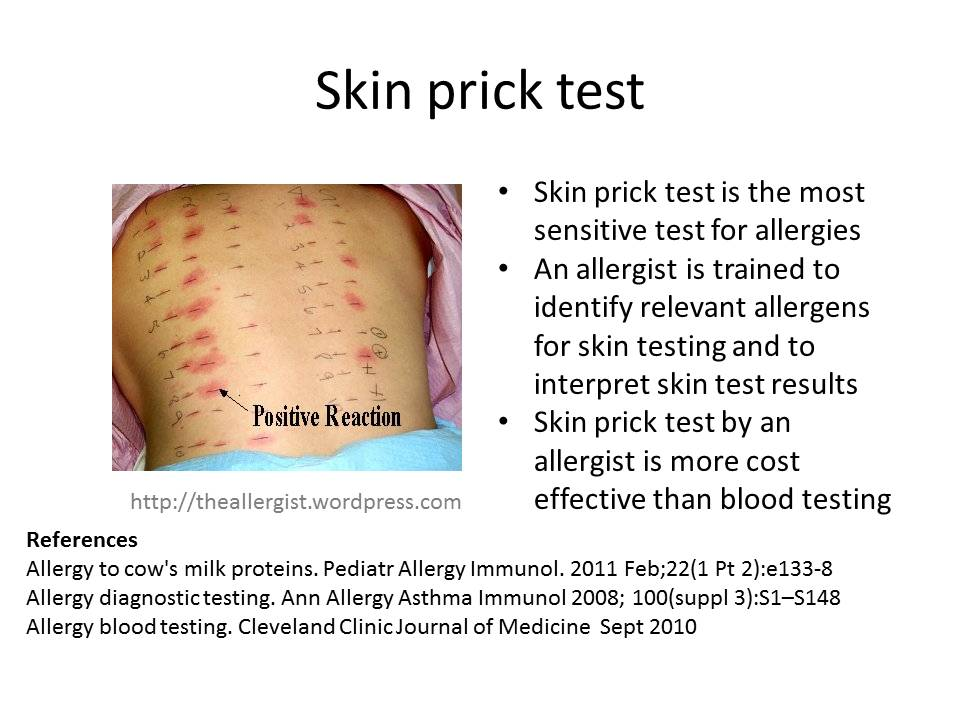 Skin prick test
Positive Reaction
http://theallergist.wordpress.com
• Skin prick test is the most
sensitive test for allergies
• An allergist is trained to
identify relevant allergens
for skin testing and to
interpret skin test results
• Skin prick test by an
allergist is more cost
effective than blood testing
References
Allergy to cow's milk proteins. Pediatr Allergy Immunol. 2011 Feb;22(1 Pt 2):e133-8
Allergy diagnostic testing. Ann Allergy Asthma Immunol 2008; 100(suppl 3):S1–S148
Allergy blood testing. Cleveland Clinic Journal of Medicine  Sept 2010